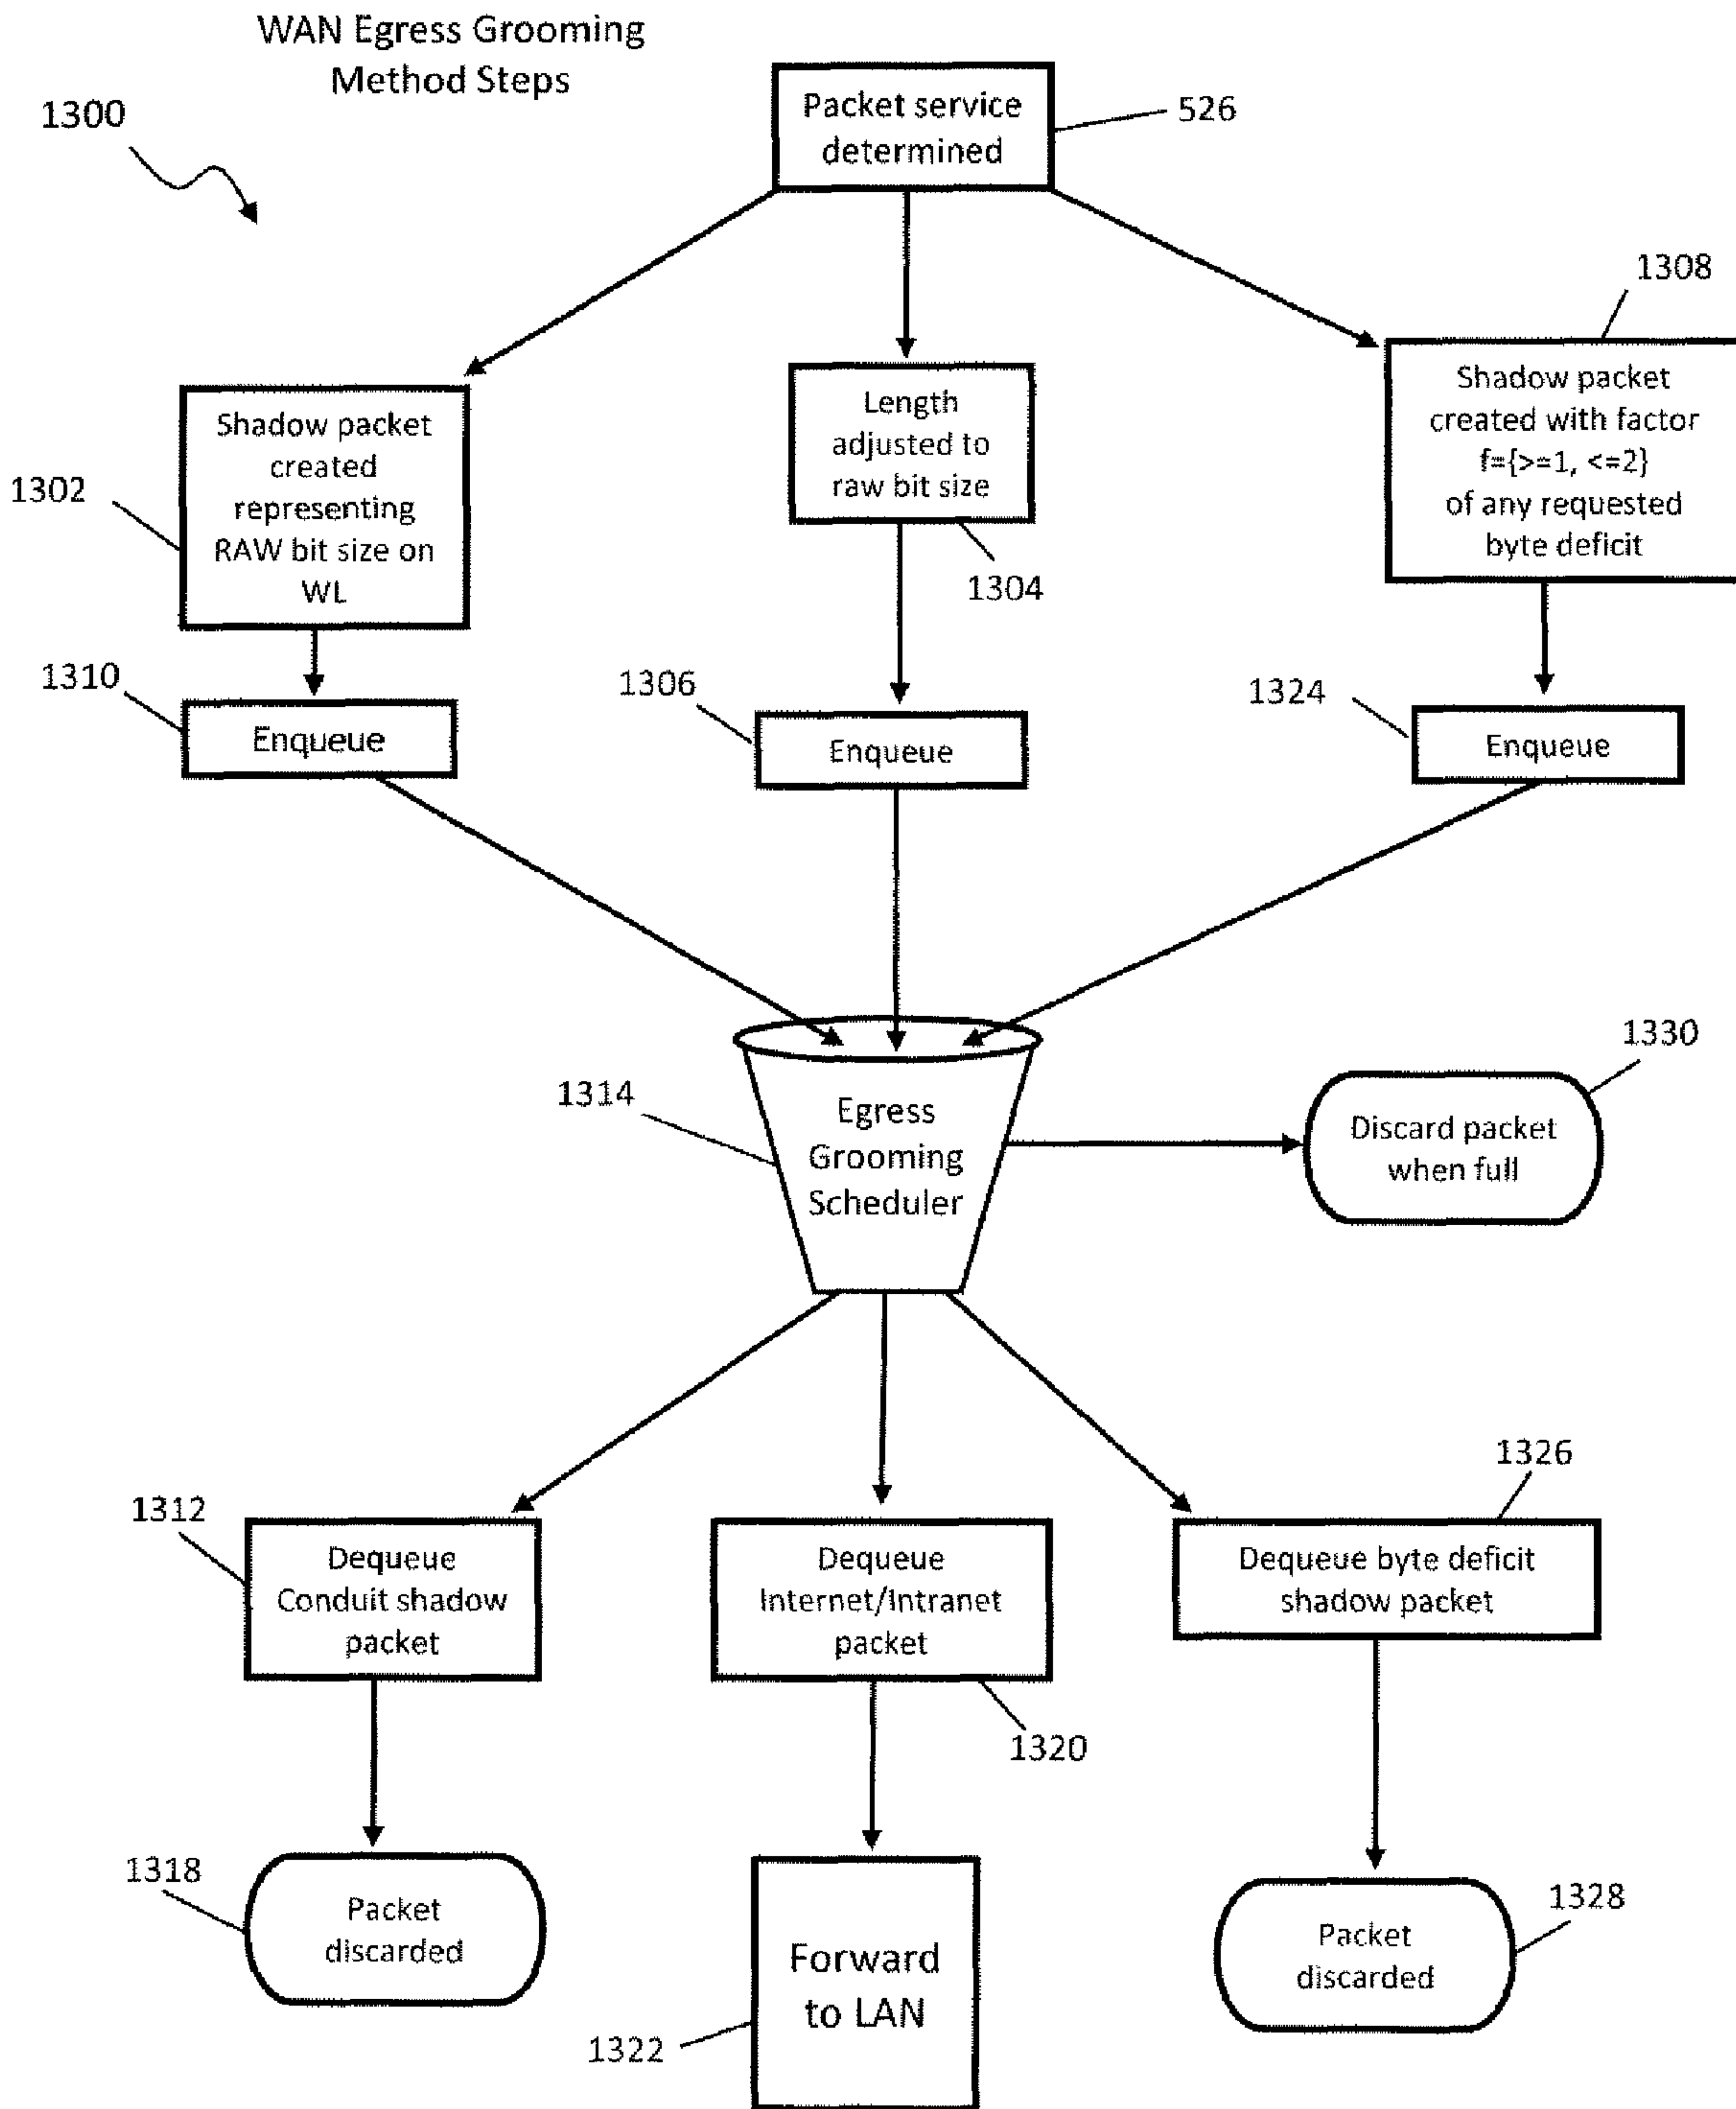 WAN Egress Grooming
Method Steps
1300
Packet service
determined
526
1308
Shadow packet
created
representing
RAW bit size on
WL
1302
Length
adjusted to
raw bit size
1304
Shadow packet
created with factor
f={>=1, <=2}
of any requested
byte deficit
1310
Enqueue
1306
Enqueue
1324
Enqueue
1314
Egress
Grooming
Scheduler
1330
Discard packet
when full
1312
Dequeue
Conduit shadow
packet
Dequeue
Internet/Intranet
packet
1320
1326
Dequeue byte deficit
shadow packet
1318
Packet
discarded
Forward
to LAN
1322
1328
Packet
discarded